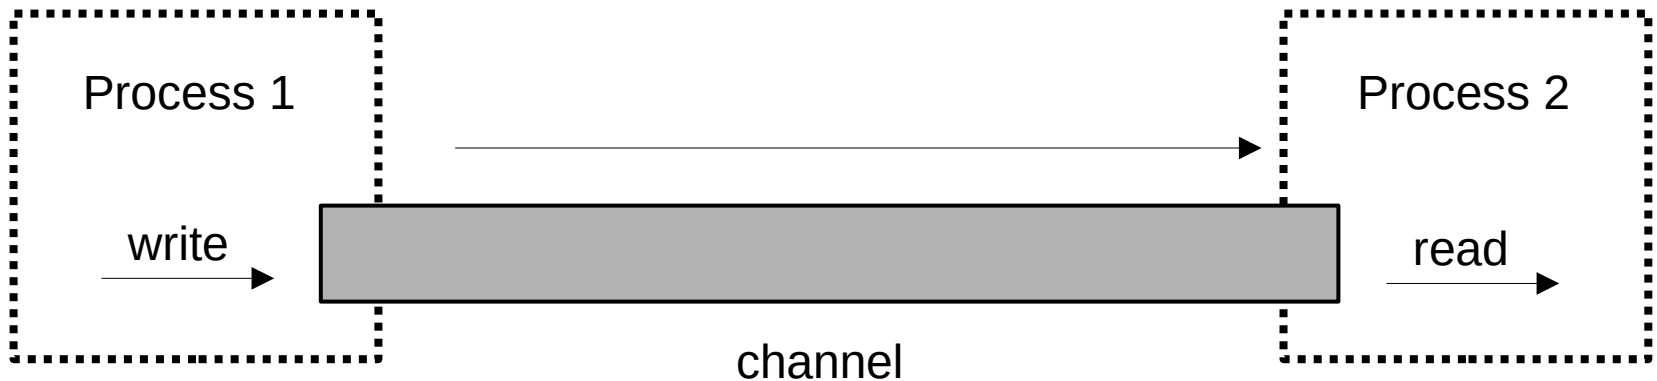 Process 1
Process 2
write
read
channel